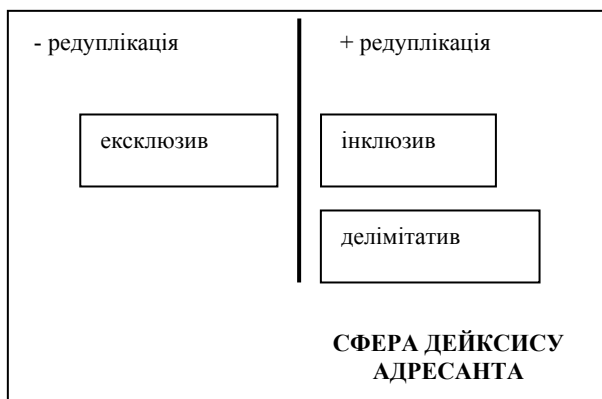 - редуплікація
+ редуплікація
ексклюзив
інклюзив
делімітатив
СФЕРА ДЕЙКСИСУ
АДРЕСАНТА